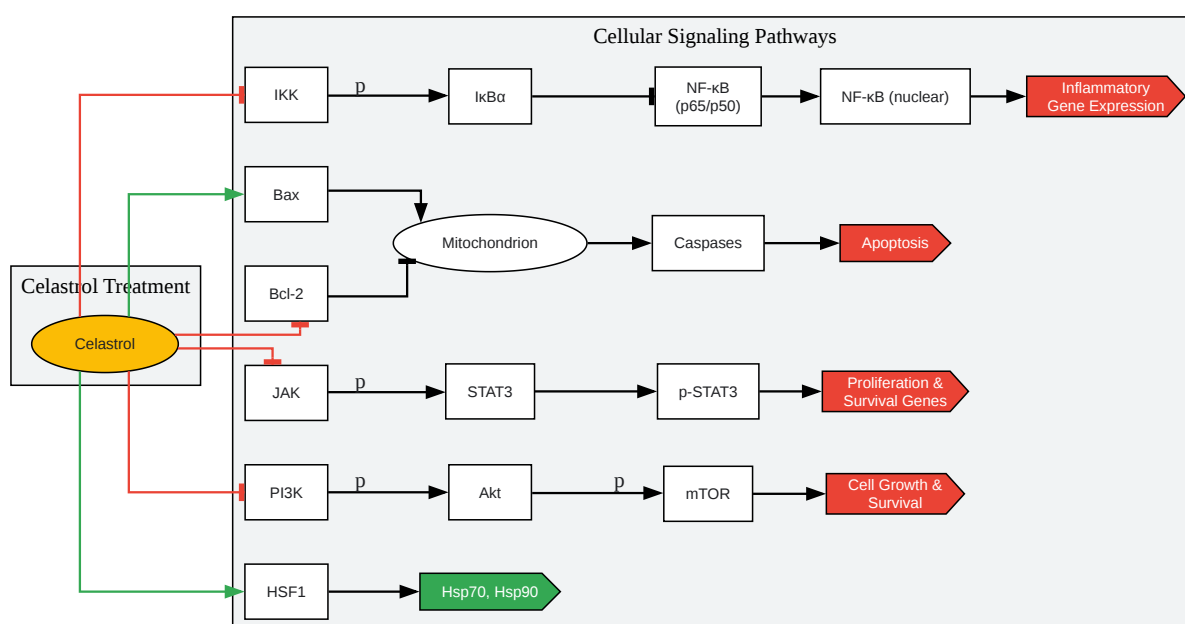 Cellular Signaling Pathways
IKK
p
IκBα
NF-κB
(p65/p50)
NF-κB (nuclear)
Inflammatory
Gene Expression
Bax
Mitochondrion
Caspases
Apoptosis
Celastrol Treatment
Celastrol
Bcl-2
JAK
p
STAT3
p-STAT3
Proliferation &
Survival Genes
PI3K
p
Akt
p
mTOR
Cell Growth &
Survival
HSF1
Hsp70, Hsp90